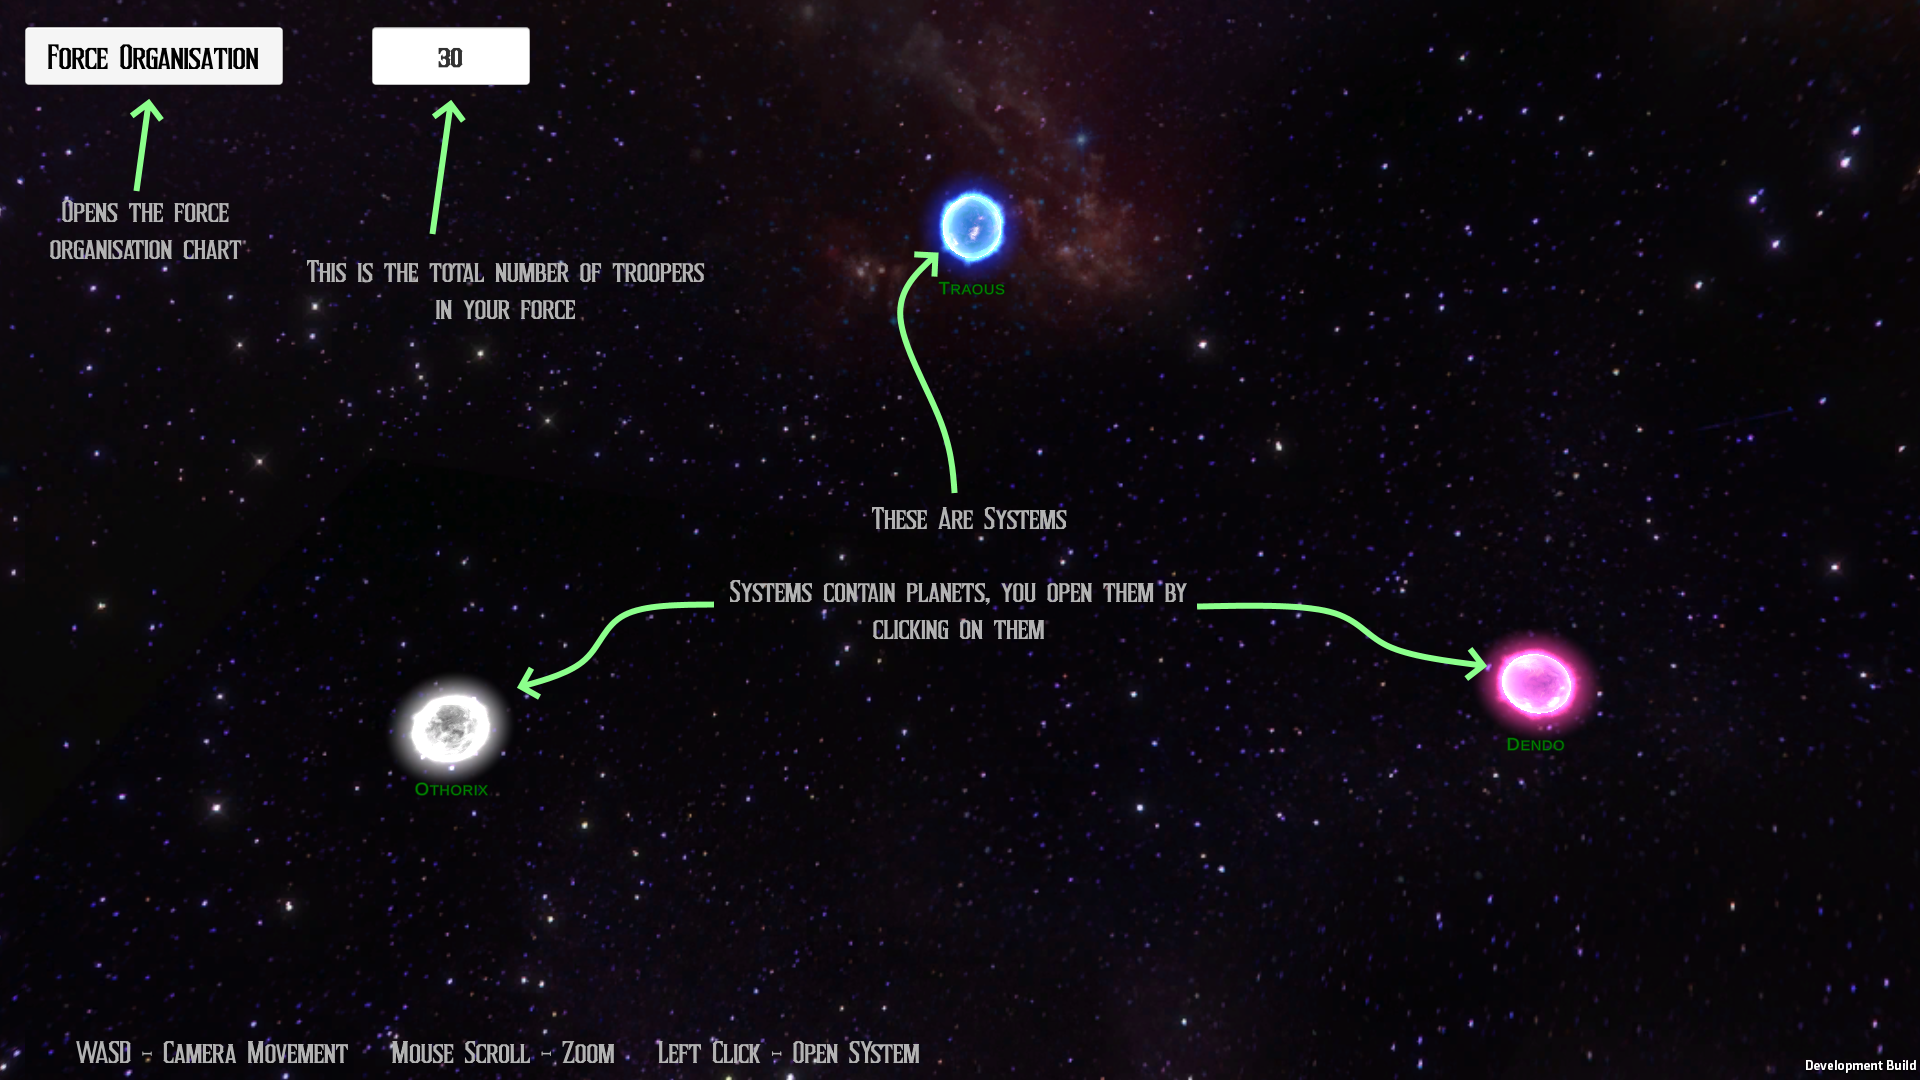 Force Organisation
30
Opens the force
organisation chart
This is the total number of troopers
in your force
Traous
These Are Systems
Systems contain planets, you open them by
clicking on them
Dendo
Othorix
WASD - Camera Movement
Mouse Scroll - Zoom
Left Click - Open SYstem
Development Build